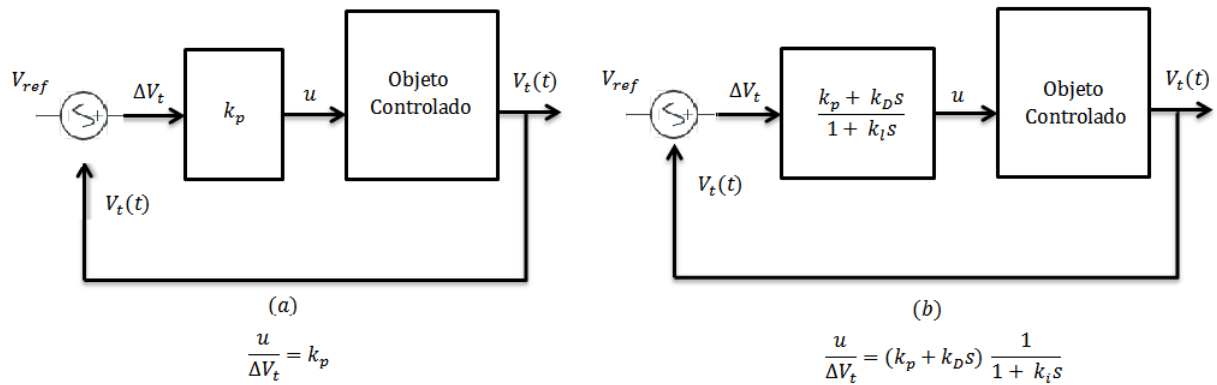 V_ref
ΔV_t
k_p
u
Objeto
Controlado
V_t(t)
V_t(t)
(a)
u/ΔV_t = k_p
V_ref
ΔV_t
k_p + k_D s
1 + k_l s
u
Objeto
Controlado
V_t(t)
V_t(t)
(b)
u/ΔV_t = (k_p + k_D s) 1/(1 + k_i s)